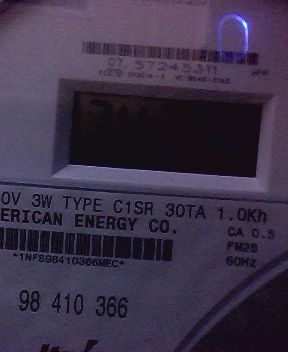 07 57245311
0V 3W TYPE C1SR 30TA 1.0Kh
ERICAN ENERGY CO.
CA 0.5
FM2S
60Hz
*1NFS98410366MEC*
98 410 366